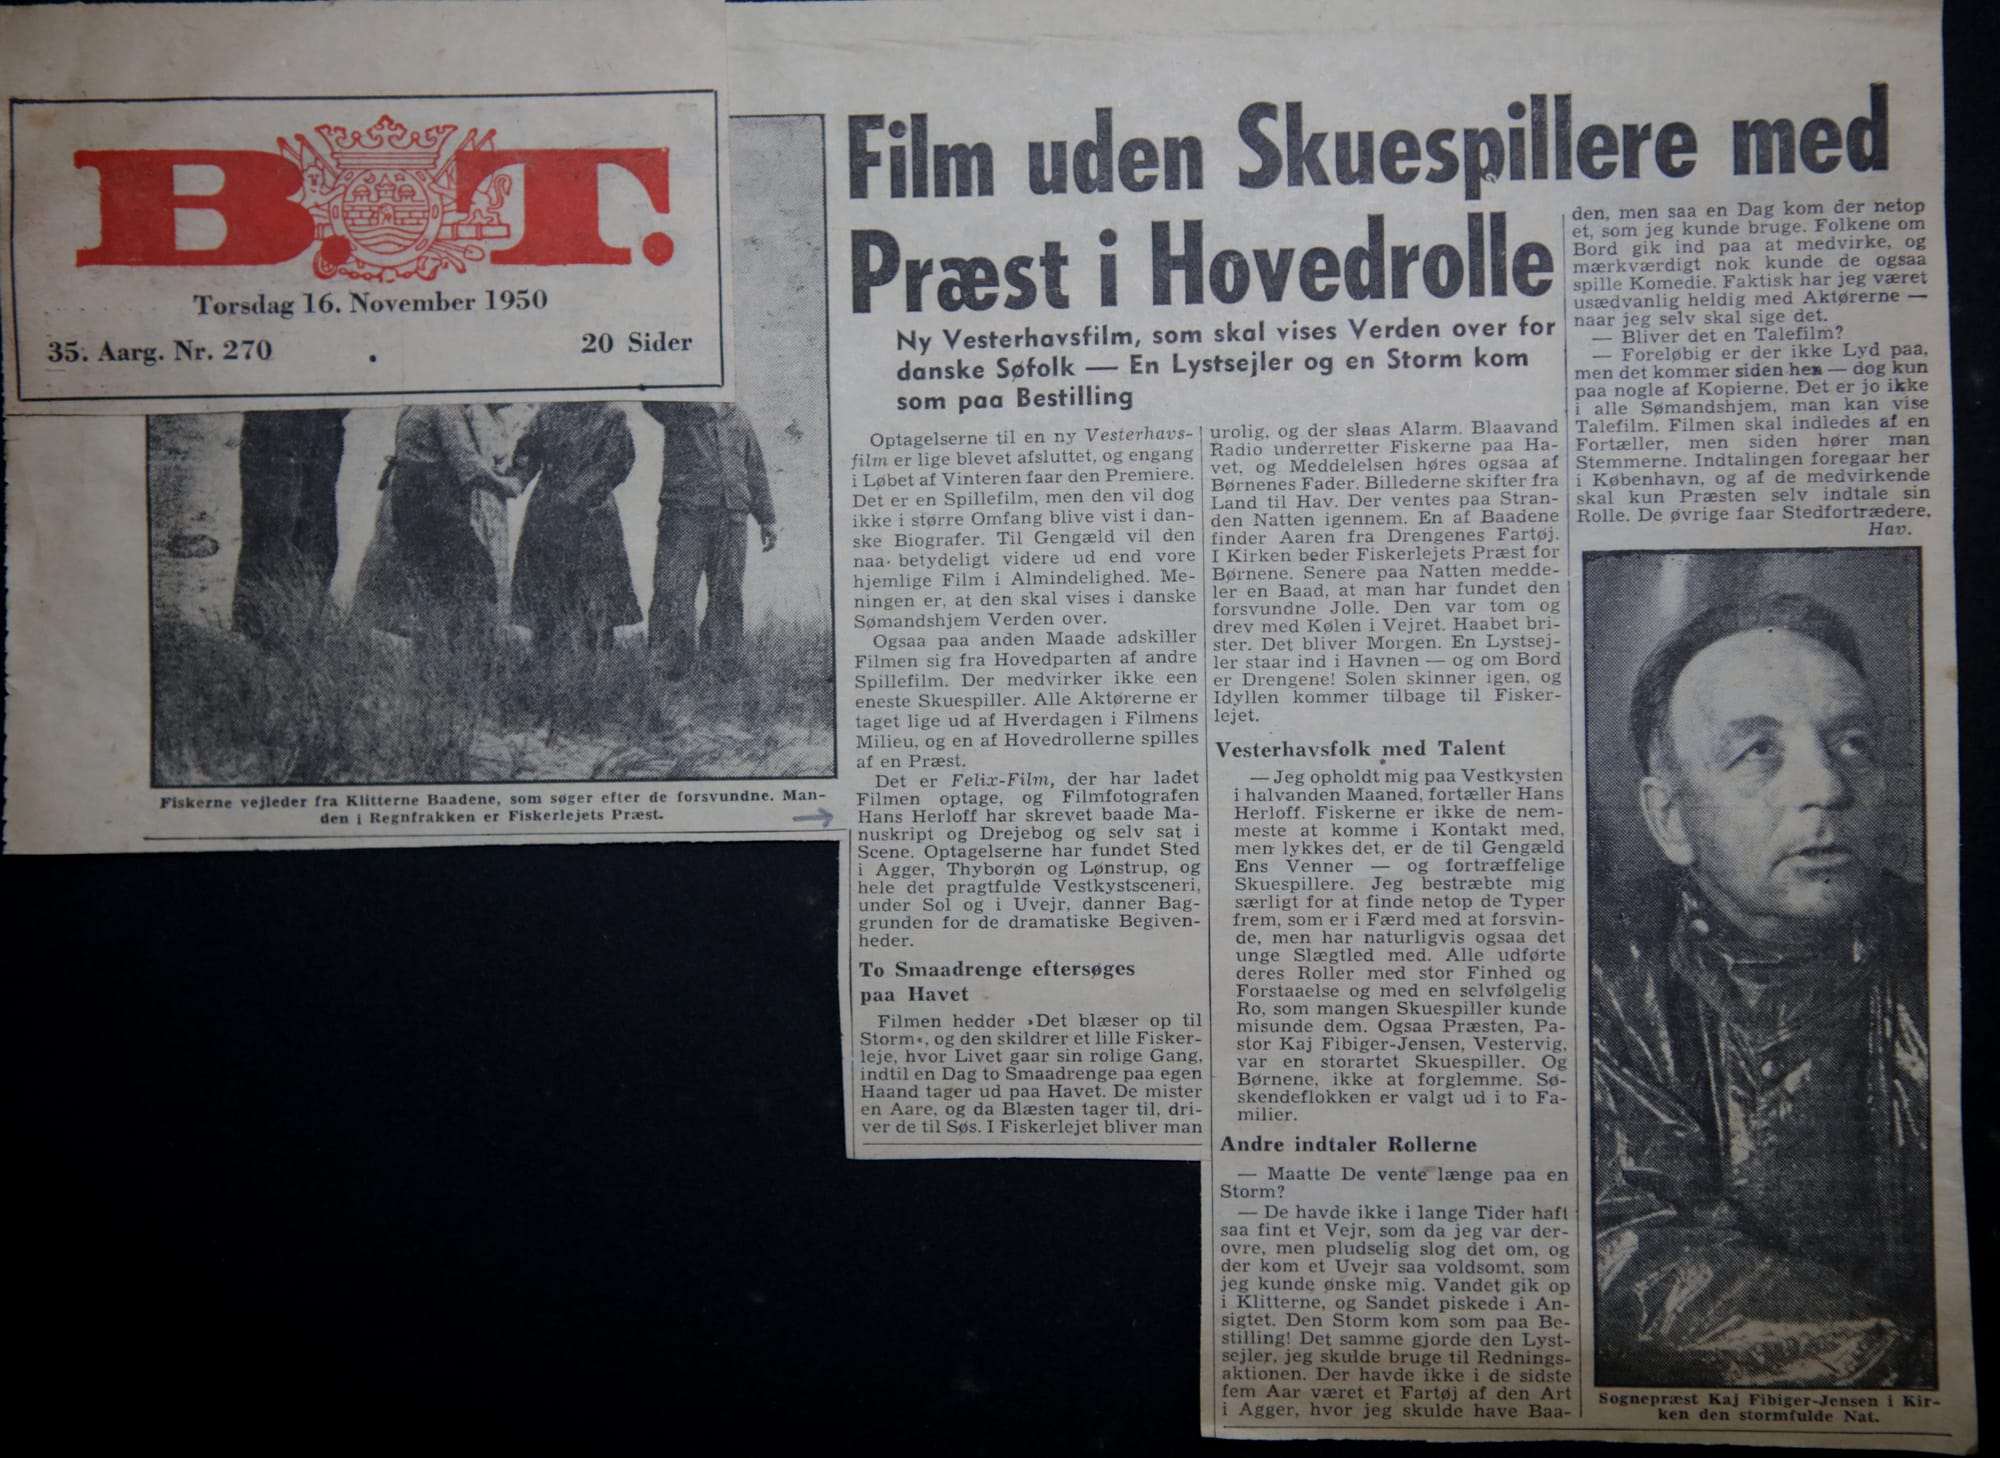 B.T.
Torsdag 16. November 1950
35. Aarg. Nr. 270
20 Sider
Fiskerne vejleder fra Klitterne Baadene, som søger efter de forsvundne. Man-
den i Regnfrakken er Fiskerlejets Præst.
Film uden Skuespillere med
Præst i Hovedrolle
Ny Vesterhavsfilm, som skal vises Verden over for
danske Søfolk — En Lystsejler og en Storm kom
som paa Bestilling
Optagelserne til en ny Vesterhavs-
film er lige blevet afsluttet, og engang
i Løbet af Vinteren faar den Premiere.
Det er en Spillefilm, men den vil dog
ikke i større Omfang blive vist i dan-
ske Biografer. Til Gengæld vil den
naa betydeligt videre ud end vore
hjemlige Film i Almindelighed. Me-
ningen er, at den skal vises i danske
Sømandshjem Verden over.
Ogsaa paa anden Maade adskiller
Filmen sig fra Hovedparten af andre
Spillefilm. Der medvirker ikke een
eneste Skuespiller. Alle Aktørerne er
taget lige ud af Hverdagen i Filmens
Milieu, og en af Hovedrollerne spilles
af en Præst.
Det er Felix-Film, der har ladet
Filmen optage, og Filmfotografen
Hans Herloff har skrevet baade Ma-
nuskript og Drejebog og selv sat i
Scene. Optagelserne har fundet Sted
i Agger, Thyborøn og Lønstrup, og
hele det pragtfulde Vestkystsceneri,
under Sol og i Uvejr, danner Bag-
grunden for de dramatiske Begiven-
heder.
To Smaadrenge eftersøges
paa Havet
Filmen hedder »Det blæser op til
Storm«, og den skildrer et lille Fisker-
leje, hvor Livet gaar sin rolige Gang,
indtil en Dag to Smaadrenge paa egen
Haand tager ud paa Havet. De mister
en Aare, og da Blæsten tager til, dri-
ver de til Søs. I Fiskerlejet bliver man
urolig, og der slaas Alarm. Blaavand
Radio underretter Fiskerne paa Ha-
vet, og Meddelelsen høres ogsaa af
Børnenes Fader. Billederne skifter fra
Land til Hav. Der ventes paa Stran-
den Natten igennem. En af Baadene
finder Aaren fra Drengenes Fartøj.
I Kirken beder Fiskerlejets Præst for
Børnene. Senere paa Natten medde-
ler en Baad, at man har fundet den
forsvundne Jolle. Den var tom og
drev med Kølen i Vejret. Haabet bri-
ster. Det bliver Morgen. En Lystsej-
ler staar ind i Havnen — og om Bord
er Drengene! Solen skinner igen, og
Idyllen kommer tilbage til Fisker-
lejet.
Vesterhavsfolk med Talent
— Jeg opholdt mig paa Vestkysten
i halvanden Maaned, fortæller Hans
Herloff. Fiskerne er ikke de nem-
meste at komme i Kontakt med,
men lykkes det, er de til Gengæld
Ens Venner — og fortræffelige
Skuespillere. Jeg bestræbte mig
særligt for at finde netop de Typer
frem, som er i Færd med at forsvin-
de, men har naturligvis ogsaa det
unge Slægtled med. Alle udførte
deres Roller med stor Finhed og
Forstaaelse og med en selvfølgelig
Ro, som mangen Skuespiller kunde
misunde dem. Ogsaa Præsten, Pa-
stor Kaj Fibiger-Jensen, Vestervig,
var en storartet Skuespiller. Og
Børnene, ikke at forglemme. Sø-
skendeflokken er valgt ud i to Fa-
milier.
Andre indtaler Rollerne
— Maatte De vente længe paa en
Storm?
— De havde ikke i lange Tider haft
saa fint et Vejr, som da jeg var der-
ovre, men pludselig slog det om, og
der kom et Uvejr saa voldsomt, som
jeg kunde ønske mig. Vandet gik op
i Klitterne, og Sandet piskede i An-
sigtet. Den Storm kom som paa Be-
stilling! Det samme gjorde den Lyst-
sejler, jeg skulde bruge til Rednings-
aktionen. Der havde ikke i de sidste
fem Aar været et Fartøj af den Art
i Agger, hvor jeg skulde have Baa-
den, men saa en Dag kom der netop
et, som jeg kunde bruge. Folkene om
Bord gik ind paa at medvirke, og
mærkværdigt nok kunde de ogsaa
spille Komedie. Faktisk har jeg været
usædvanlig heldig med Aktørerne —
naar jeg selv skal sige det.
— Bliver det en Talefilm?
— Foreløbig er der ikke Lyd paa,
men det kommer siden hen — dog kun
paa nogle af Kopierne. Det er jo ikke
i alle Sømandshjem, man kan vise
Talefilm. Filmen skal indledes af en
Fortæller, men siden hører man
Stemmerne. Indtalingen foregaar her
i København, og af de medvirkende
skal kun Præsten selv indtale sin
Rolle. De øvrige faar Stedfortrædere.
Hav.
Sognepræst Kaj Fibiger-Jensen i Kir-
ken den stormfulde Nat.